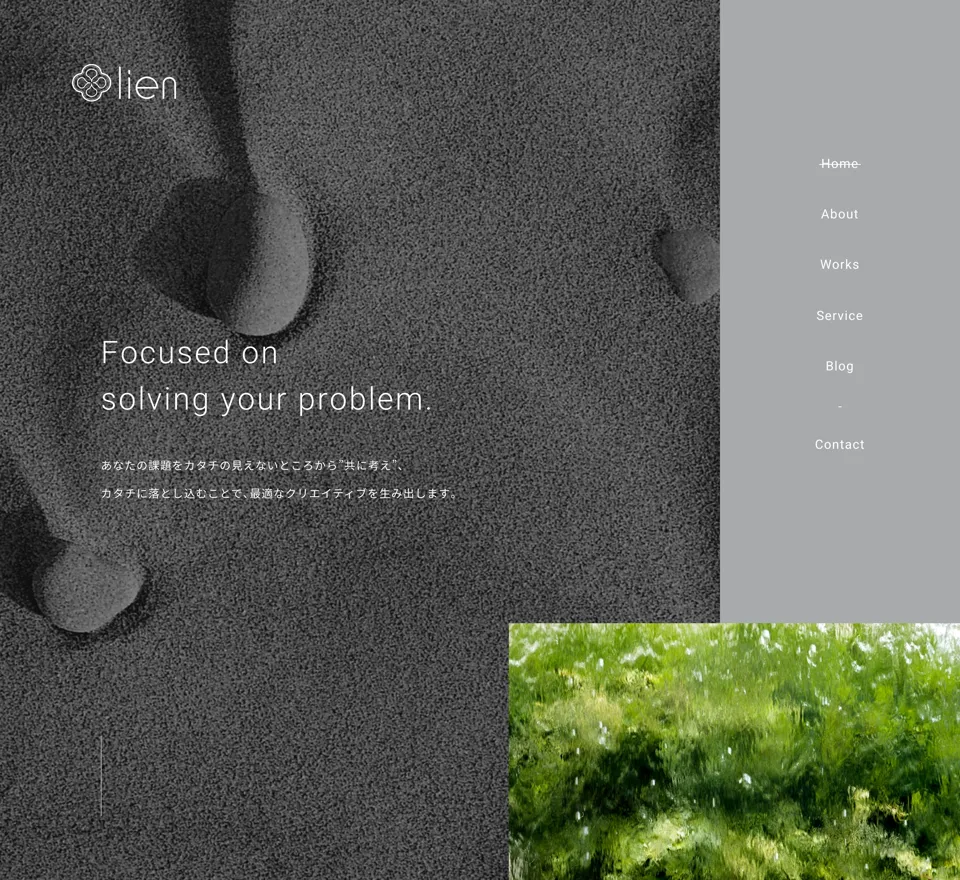 lien
Home
About
Works
Service
Blog
-
Contact
Focused on
solving your problem.
あなたの課題をカタチの見えないところから”共に考え”、
カタチに落とし込むことで、最適なクリエイティブを生み出します。